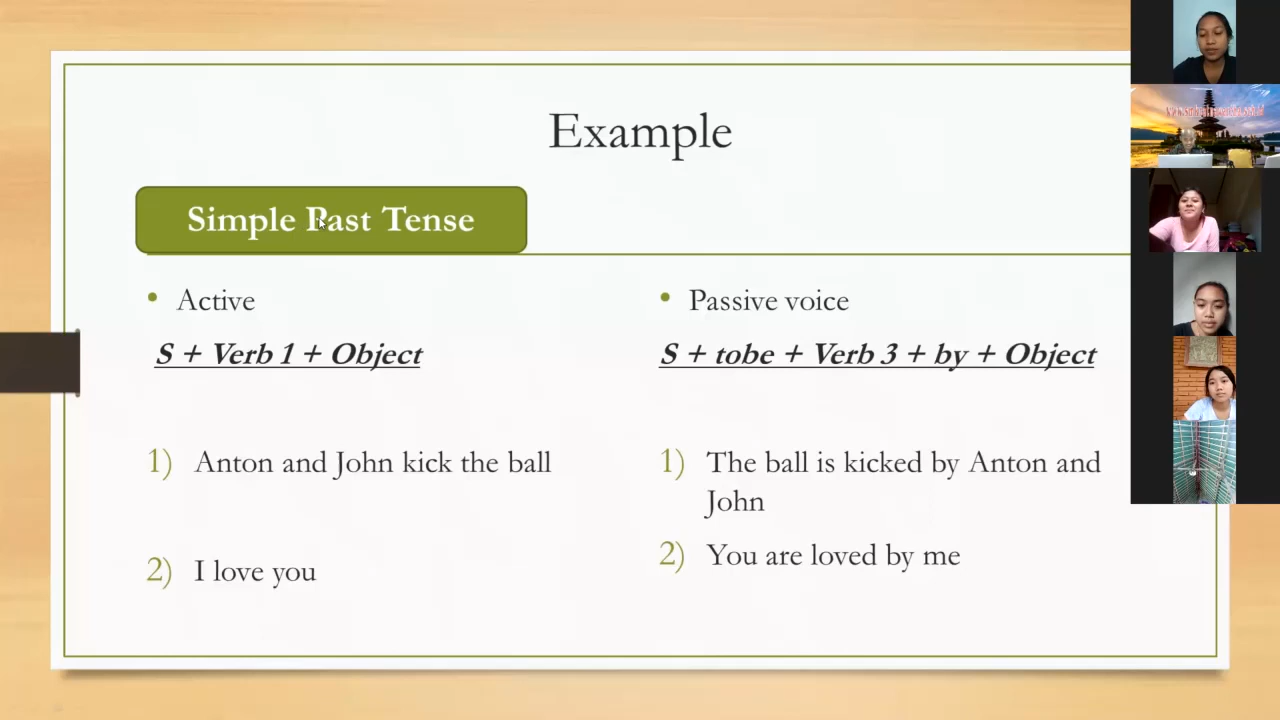 Example
Simple Past Tense
• Active
S + Verb 1 + Object
1) Anton and John kick the ball
2) I love you
• Passive voice
S + tobe + Verb 3 + by + Object
1) The ball is kicked by Anton and
John
2) You are loved by me